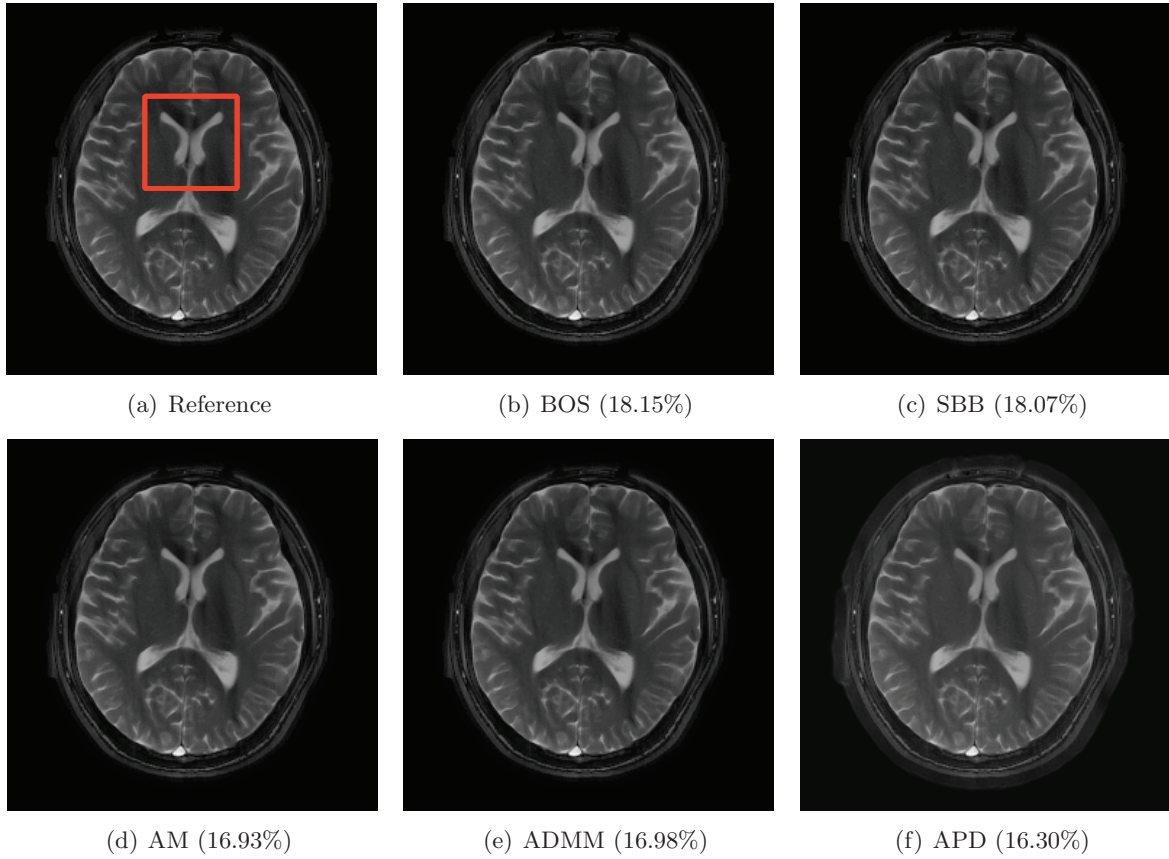 (a) Reference
(b) BOS (18.15%)
(c) SBB (18.07%)
(d) AM (16.93%)
(e) ADMM (16.98%)
(f) APD (16.30%)